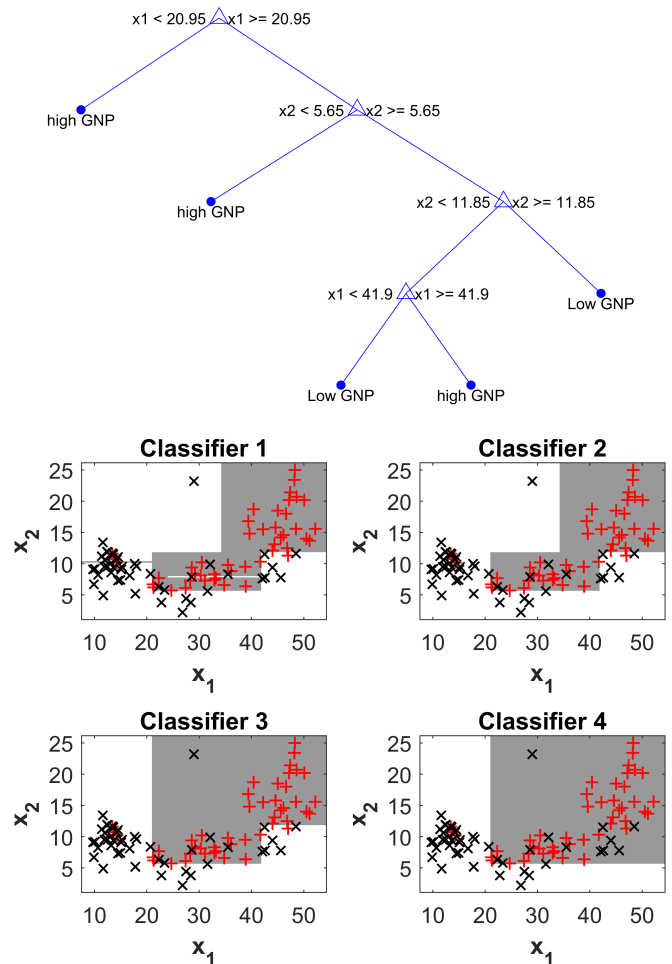 x1 < 20.95 x1 >= 20.95
high GNP
x2 < 5.65 x2 >= 5.65
high GNP
x2 < 11.85 x2 >= 11.85
x1 < 41.9 x1 >= 41.9
Low GNP
Low GNP
high GNP
Classifier 1
25
20
15
10
5
x2
10 20 30 40 50
x1
Classifier 2
25
20
15
10
5
x2
10 20 30 40 50
x1
Classifier 3
25
20
15
10
5
x2
10 20 30 40 50
x1
Classifier 4
25
20
15
10
5
x2
10 20 30 40 50
x1